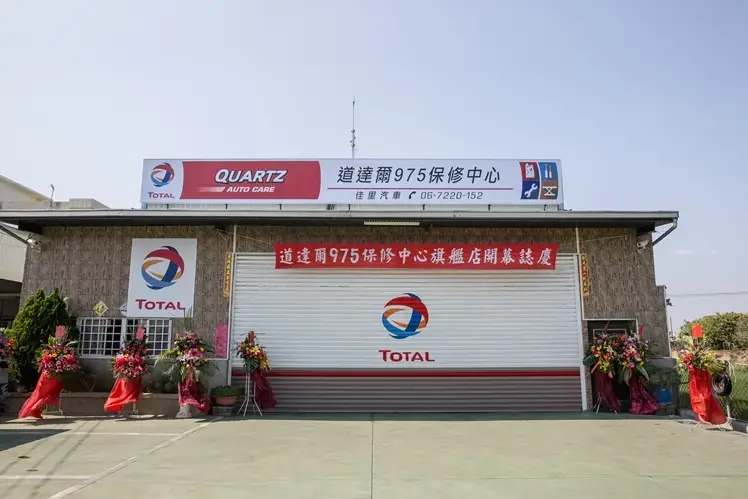 TOTAL
QUARTZ
AUTO CARE
道達爾975保修中心
佳里汽車 06-7220-152
道達爾975保修中心旗艦店開幕誌慶
TOTAL
TOTAL